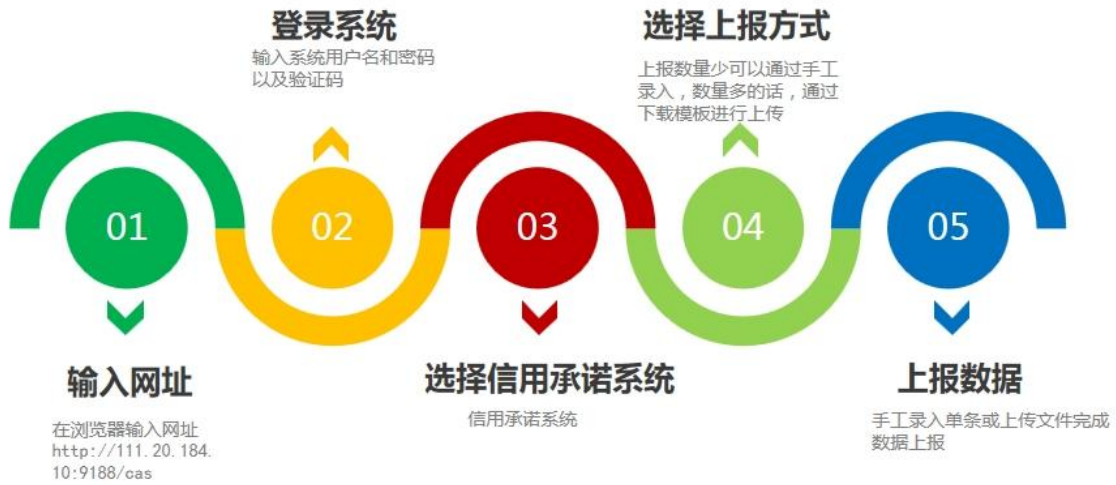 01
输入网址
在浏览器输入网址
http://111.20.184.
10:9188/cas
登录系统
输入系统用户名和密码
以及验证码
02
03
选择信用承诺系统
信用承诺系统
选择上报方式
上报数量少可以通过手工
录入，数量多的话，通过
下载模板进行上传
04
05
上报数据
手工录入单条或上传文件完成
数据上报